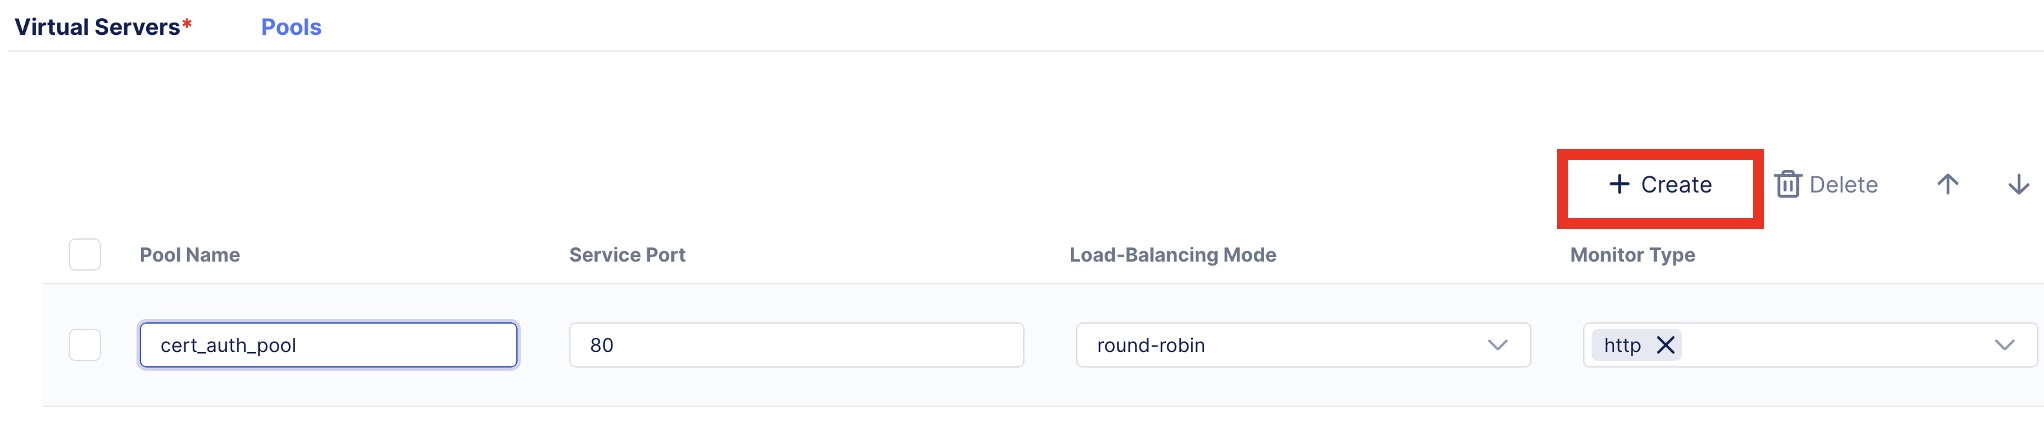 Virtual Servers* Pools
+ Create Delete
Pool Name Service Port Load-Balancing Mode Monitor Type
cert_auth_pool 80 round-robin http